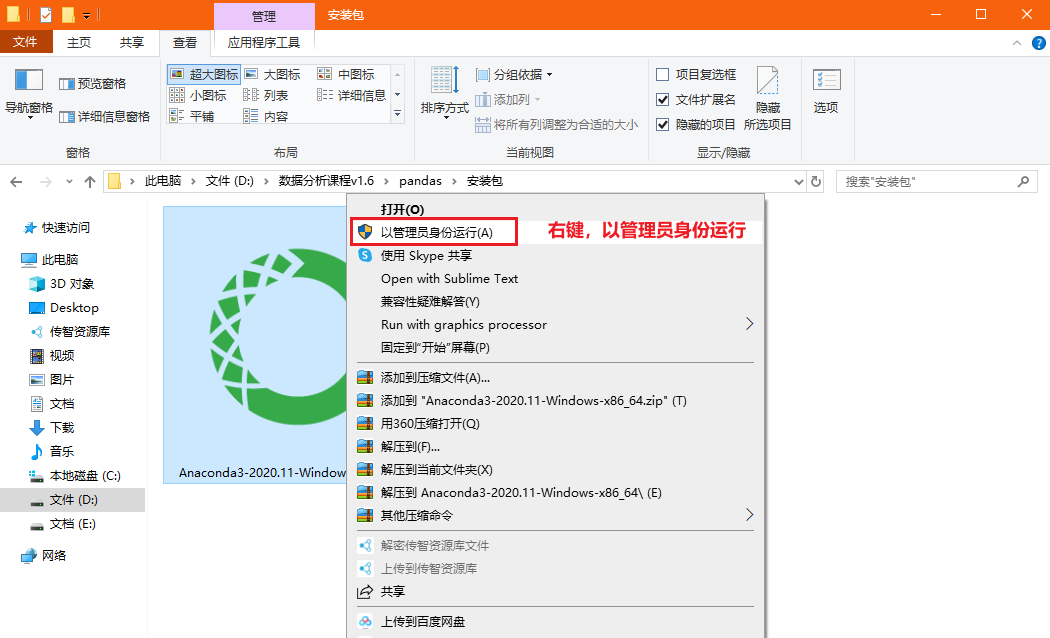 管理
安装包
文件
主页
共享
查看
应用程序工具
导航窗格
预览窗格
详细信息窗格
窗格
超大图标
大图标
中图标
小图标
列表
详细信息
平铺
内容
布局
排序方式
分组依据
添加列
将所有列调整为合适的大小
当前视图
项目复选框
文件扩展名
隐藏的项目
隐藏
所选项目
显示/隐藏
选项
此电脑 › 文件 (D:) › 数据分析课程v1.6 › pandas › 安装包
搜索"安装包"
快速访问
此电脑
3D 对象
Desktop
传智资源库
视频
图片
文档
下载
音乐
本地磁盘 (C:)
文件 (D:)
文档 (E:)
网络
Anaconda3-2020.11-Window
打开(O)
以管理员身份运行(A)
右键，以管理员身份运行
使用 Skype 共享
Open with Sublime Text
兼容性疑难解答(Y)
Run with graphics processor
固定到"开始"屏幕(P)
添加到压缩文件(A)...
添加到 "Anaconda3-2020.11-Windows-x86_64.zip" (T)
用360压缩打开(Q)
解压到(F)...
解压到当前文件夹(X)
解压到 Anaconda3-2020.11-Windows-x86_64\ (E)
其他压缩命令
解密传智资源库文件
上传到传智资源库
共享
上传到百度网盘